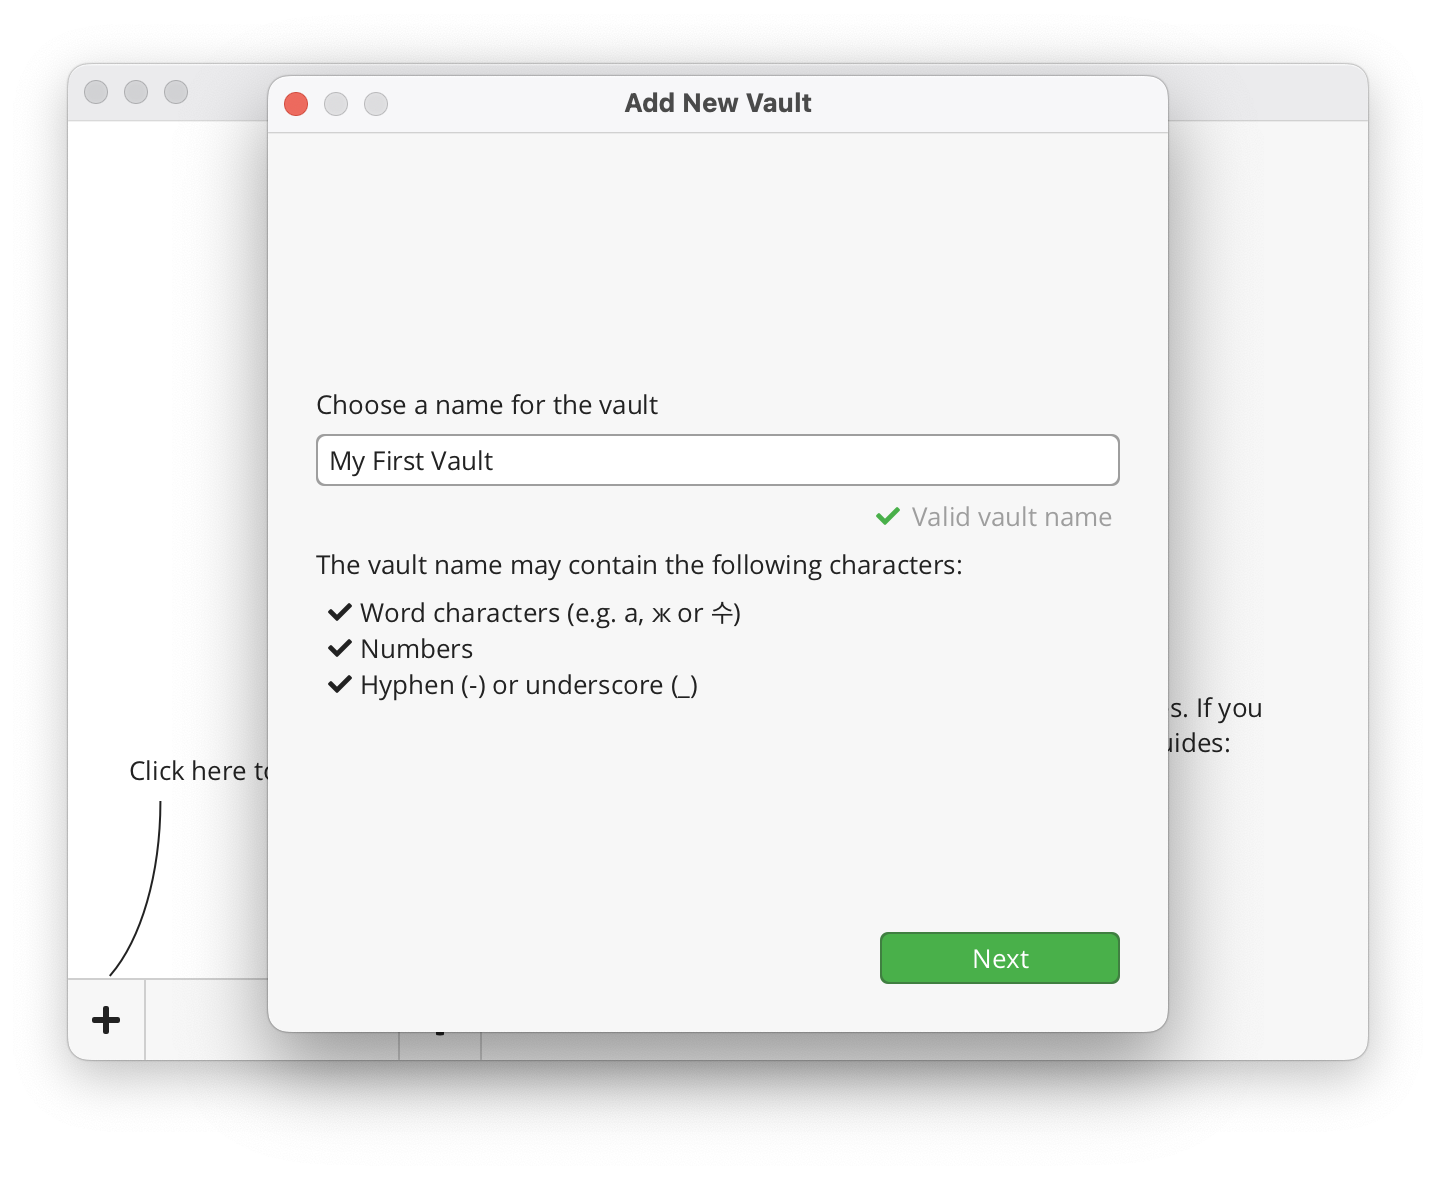 Add New Vault
Choose a name for the vault
My First Vault
Valid vault name
The vault name may contain the following characters:
Word characters (e.g. a, ж or 수)
Numbers
Hyphen (-) or underscore (_)
s. If you
Click here
Next